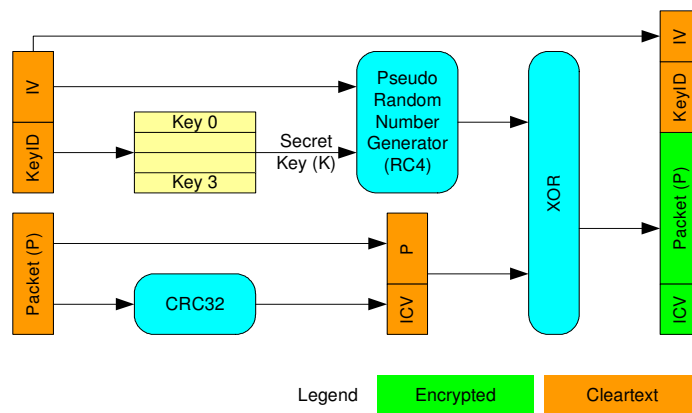 IV
KeyID
Key 0
Key 3
Secret
Key (K)
Pseudo
Random
Number
Generator
(RC4)
XOR
IV
KeyID
Packet (P)
ICV
Packet (P)
CRC32
P
ICV
Legend
Encrypted
Cleartext